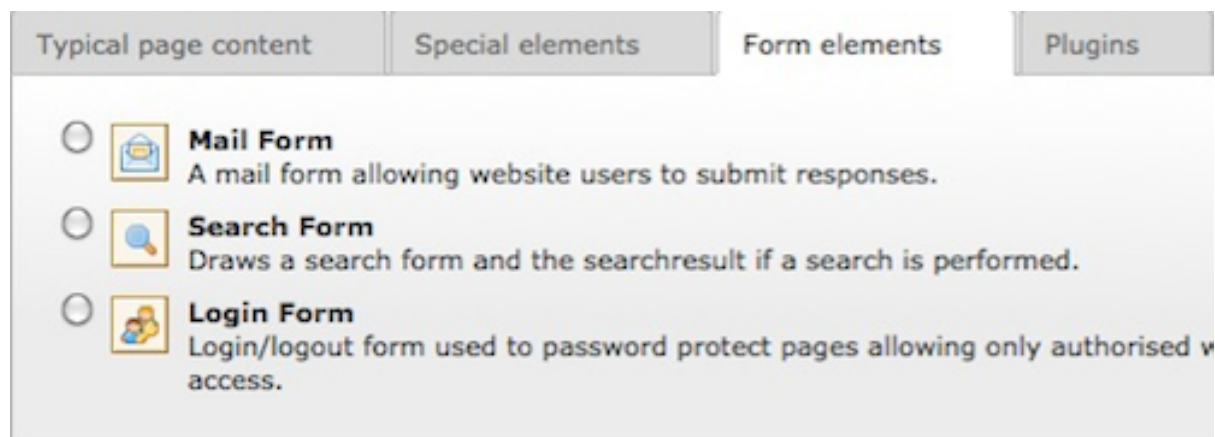 Typical page content Special elements Form elements Plugins
Mail Form
A mail form allowing website users to submit responses.
Search Form
Draws a search form and the searchresult if a search is performed.
Login Form
Login/logout form used to password protect pages allowing only authorised
access.